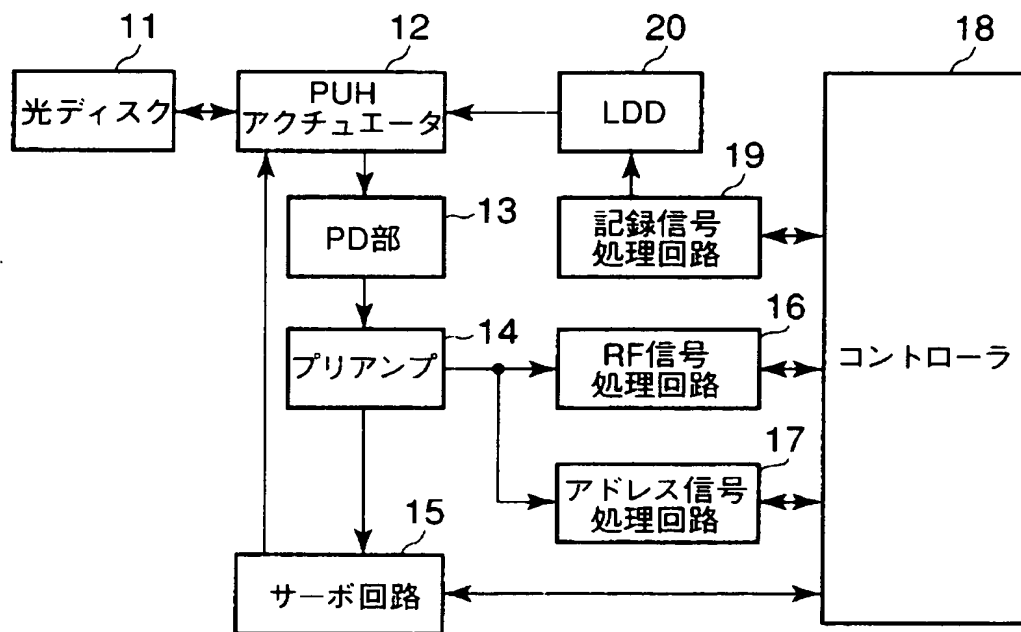 11
12
20
18
光ディスク
PUH
アクチュエータ
LDD
19
13
記録信号
処理回路
PD部
14
16
プリアンプ
RF信号
処理回路
コントローラ
17
アドレス信号
処理回路
15
サーボ回路